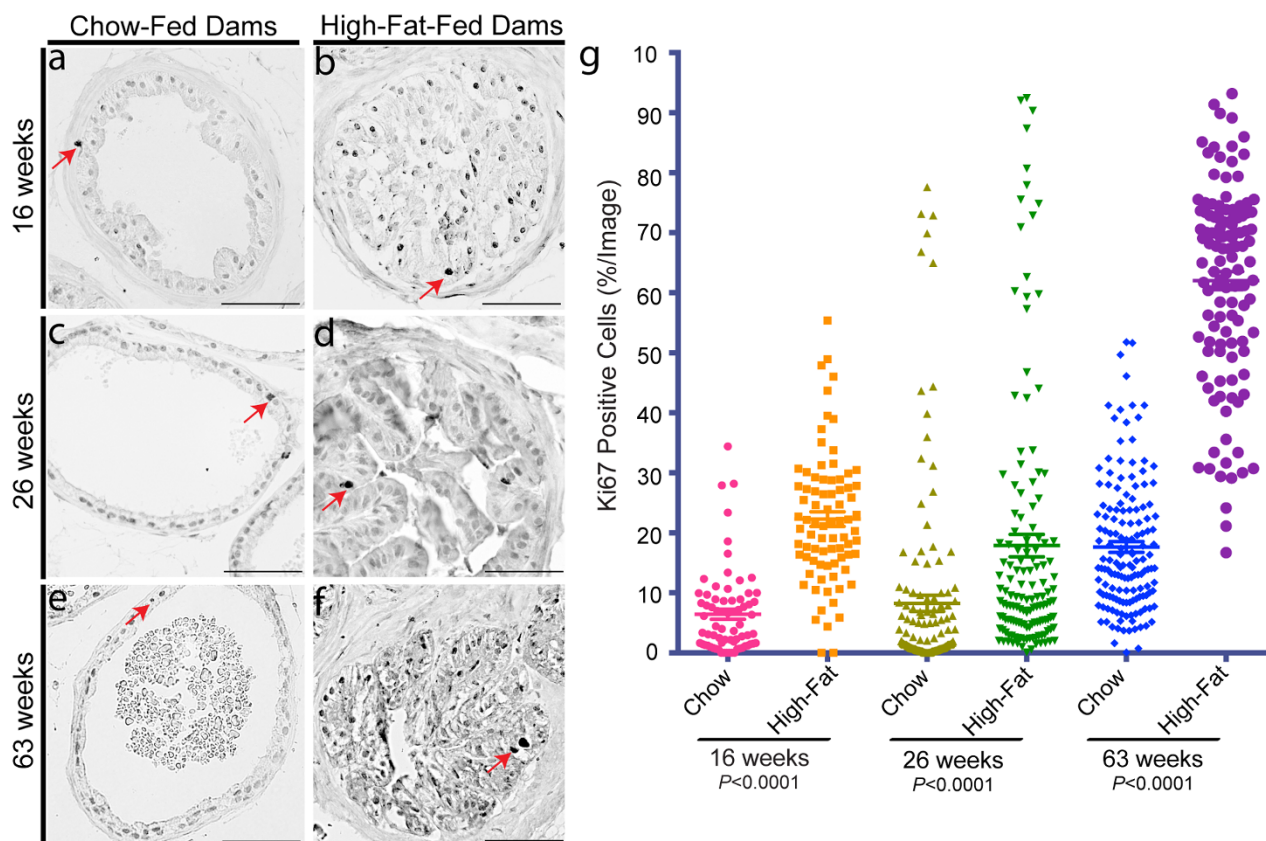 Chow-Fed Dams
High-Fat-Fed Dams
16 weeks
a
b
26 weeks
c
d
63 weeks
e
f
g
Ki67 Positive Cells (%/Image)
10
90
80
70
60
50
40
30
20
10
0
Chow
High-Fat
Chow
High-Fat
Chow
High-Fat
16 weeks
26 weeks
63 weeks
P<0.0001
P<0.0001
P<0.0001